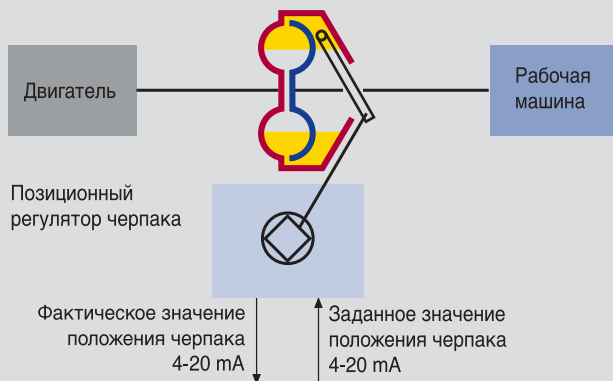 Двигатель
Рабочая
машина
Позиционный
регулятор черпака
Фактическое значение
положения черпака
4-20 mA
Заданное значение
положения черпака
4-20 mA